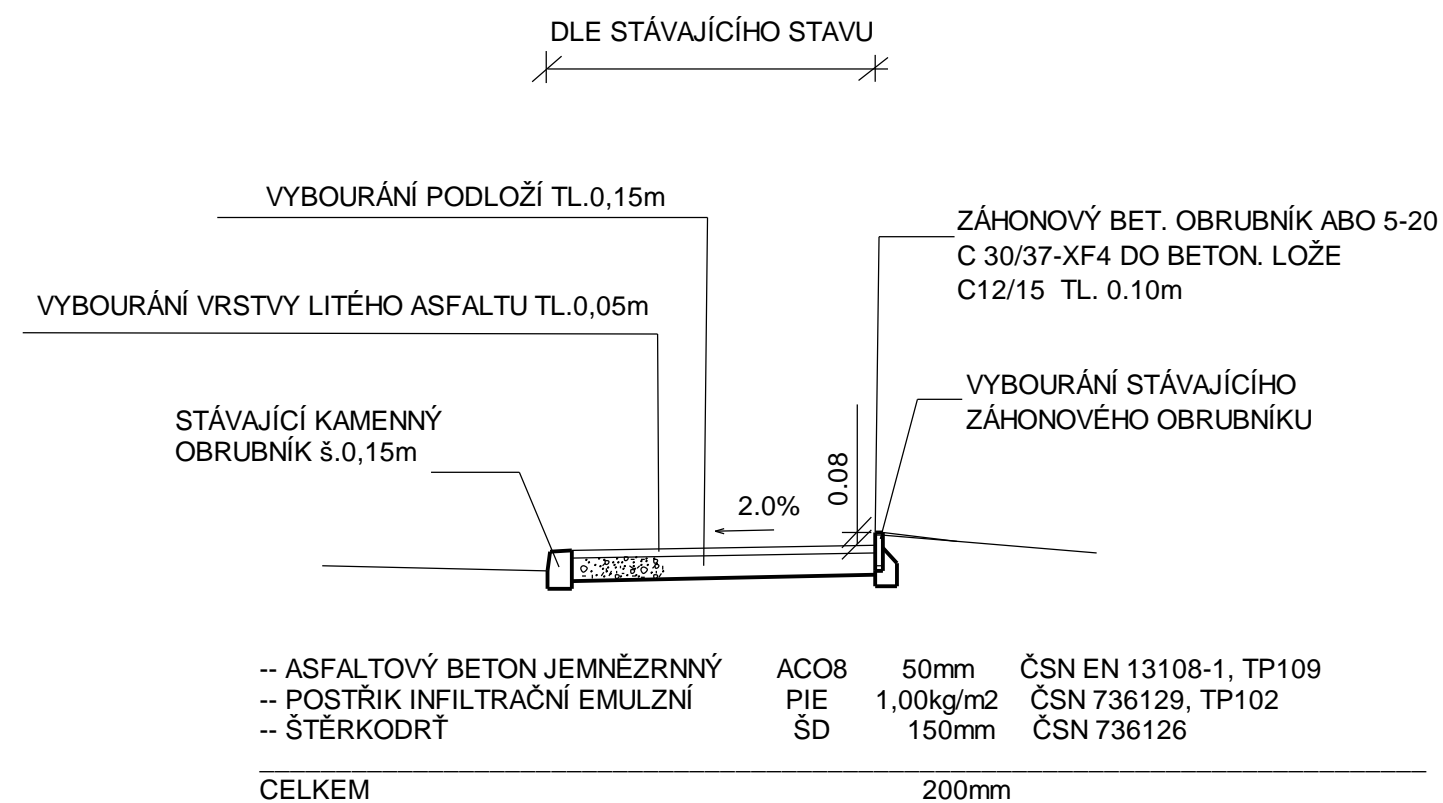 DLE STÁVAJÍCÍHO STAVU
VYBOURÁNÍ PODLOŽÍ TL.0,15m
ZÁHONOVÝ BET. OBRUBNÍK ABO 5-20
C 30/37-XF4 DO BETON. LOŽE
C12/15 TL. 0.10m
VYBOURÁNÍ VRSTVY LITÉHO ASFALTU TL.0,05m
VYBOURÁNÍ STÁVAJÍCÍHO
ZÁHONOVÉHO OBRUBNÍKU
STÁVAJÍCÍ KAMENNÝ
OBRUBNÍK š.0,15m
0.08
2.0%
-- ASFALTOVÝ BETON JEMNĚZRNNÝ ACO8 50mm ČSN EN 13108-1, TP109
-- POSTŘIK INFILTRAČNÍ EMULZNÍ PIE 1,00kg/m2 ČSN 736129, TP102
-- ŠTĚRKODRŤ ŠD 150mm ČSN 736126
CELKEM 200mm